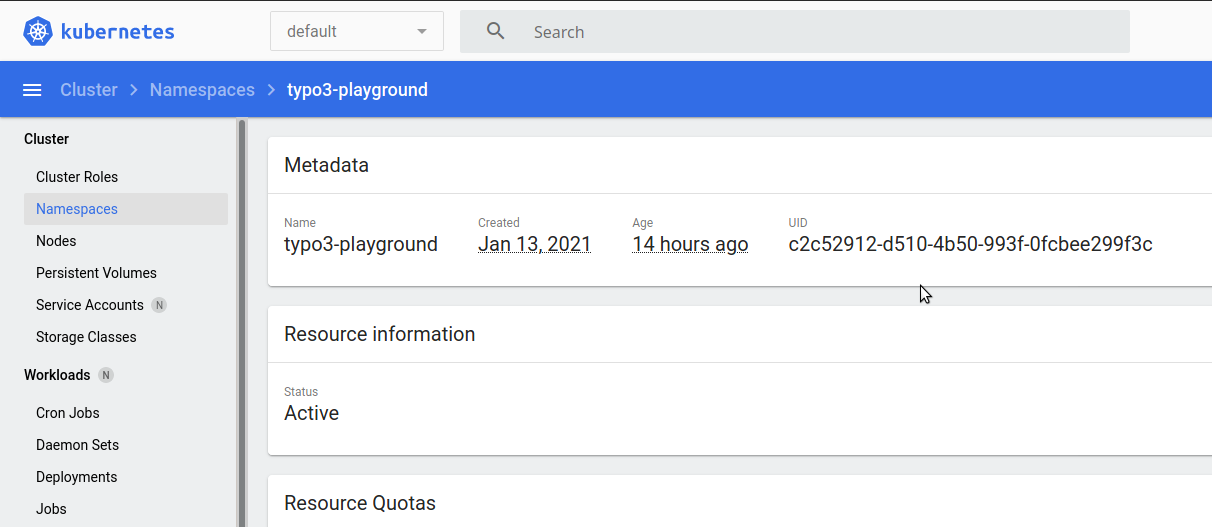 kubernetes
default
Search
Cluster > Namespaces > typo3-playground
Cluster
Cluster Roles
Namespaces
Nodes
Persistent Volumes
Service Accounts N
Storage Classes
Workloads N
Cron Jobs
Daemon Sets
Deployments
Jobs
Metadata
Name Created Age UID
typo3-playground Jan 13, 2021 14 hours ago c2c52912-d510-4b50-993f-0fcbee299f3c
Resource information
Status
Active
Resource Quotas